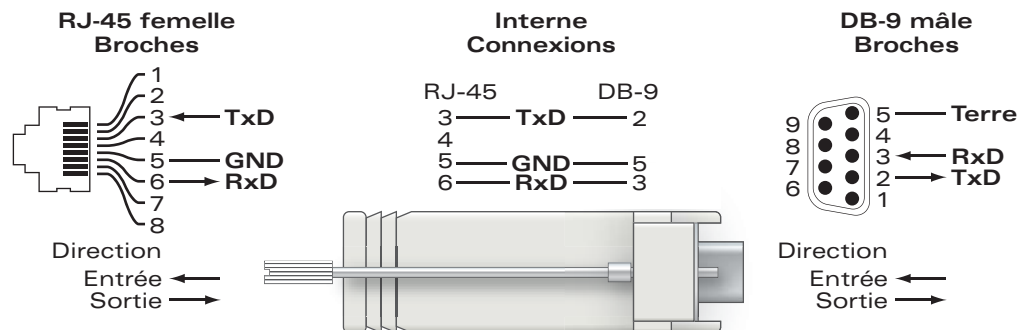 RJ-45 femelle
Broches
1
2
3 TxD
4
5 GND
6 RxD
7
8
Direction
Entrée
Sortie
Interne
Connexions
RJ-45 DB-9
3 TxD 2
4
5 GND 5
6 RxD 3
DB-9 mâle
Broches
5 Terre
9
4
8
3 RxD
7
2 TxD
6
1
Direction
Entrée
Sortie